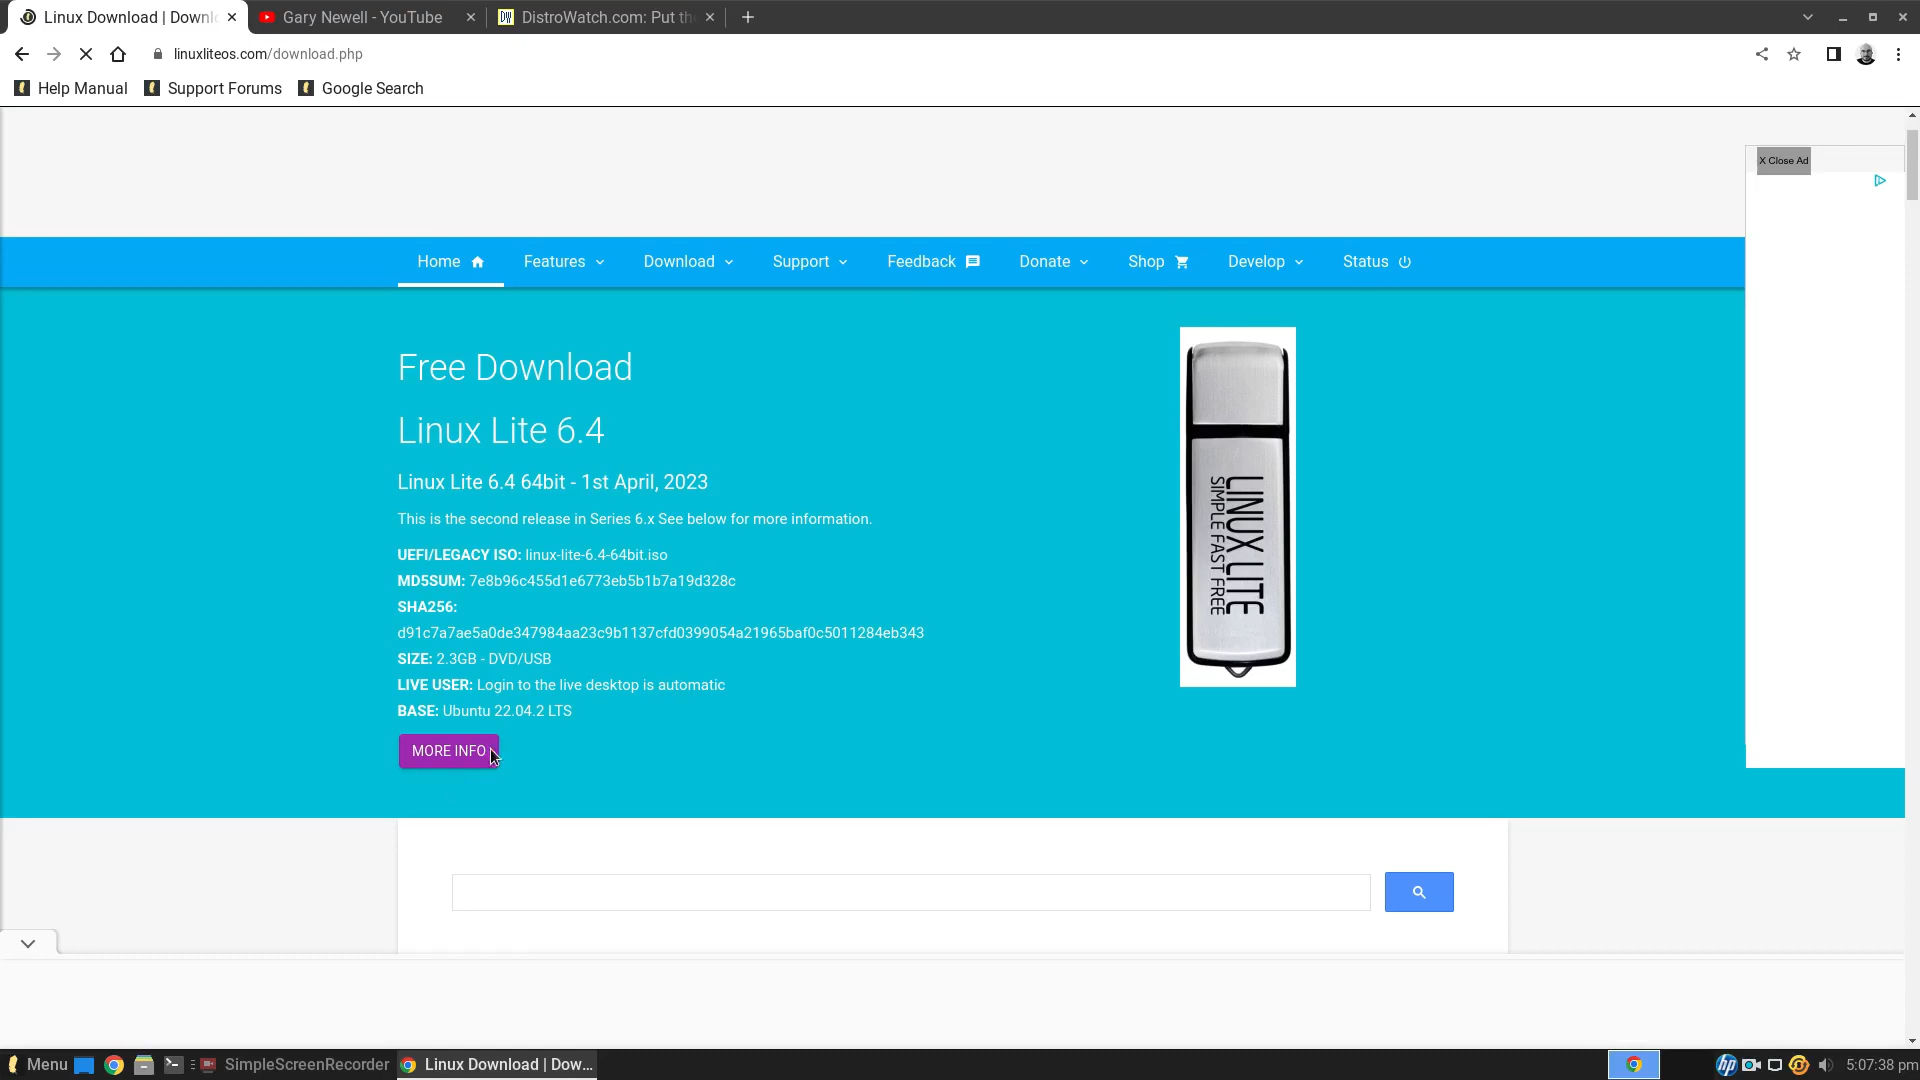 Linux Download | Downl
Gary Newell - YouTube
DistroWatch.com: Put th
linuxliteos.com/download.php
Help Manual
Support Forums
Google Search
X Close Ad
Home
Features
Download
Support
Feedback
Donate
Shop
Develop
Status
Free Download
Linux Lite 6.4
Linux Lite 6.4 64bit - 1st April, 2023
This is the second release in Series 6.x See below for more information.
UEFI/LEGACY ISO: linux-lite-6.4-64bit.iso
MD5SUM: 7e8b96c455d1e6773eb5b1b7a19d328c
SHA256:
d91c7a7ae5a0de347984aa23c9b1137cfd0399054a21965baf0c5011284eb343
SIZE: 2.3GB - DVD/USB
LIVE USER: Login to the live desktop is automatic
BASE: Ubuntu 22.04.2 LTS
MORE INFO
LINUX LITE
SIMPLE FAST FREE
Menu
SimpleScreenRecorder
Linux Download | Dow...
hp
5:07:38 pm